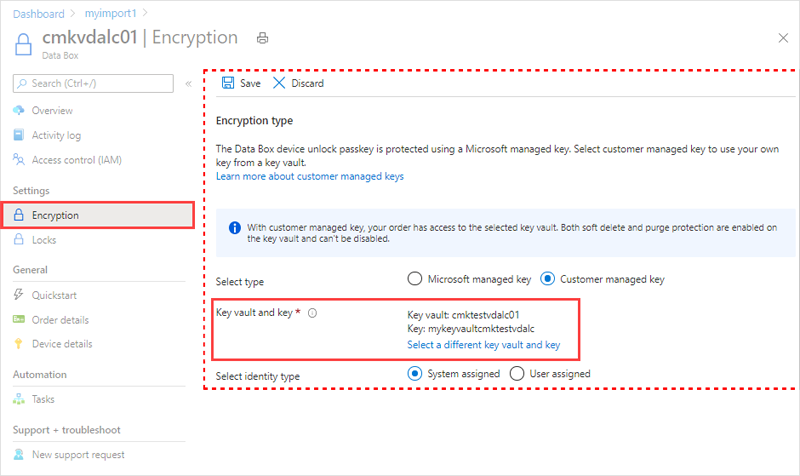 Dashboard > myimport1 >
cmkvdalc01 | Encryption
Data Box
Search (Ctrl+/)
«
Overview
Activity log
Access control (IAM)
Settings
Encryption
Locks
General
Quickstart
Order details
Device details
Automation
Tasks
Support + troubleshoot
New support request
Save Discard
Encryption type
The Data Box device unlock passkey is protected using a Microsoft managed key. Select customer managed key to use your own
key from a key vault.
Learn more about customer managed keys
With customer managed key, your order has access to the selected key vault. Both soft delete and purge protection are enabled on
the key vault and can't be disabled.
Select type Microsoft managed key Customer managed key
Key vault and key * Key vault: cmktestvdalc01
Key: mykeyvaultcmktestvdalc
Select a different key vault and key
Select identity type System assigned User assigned